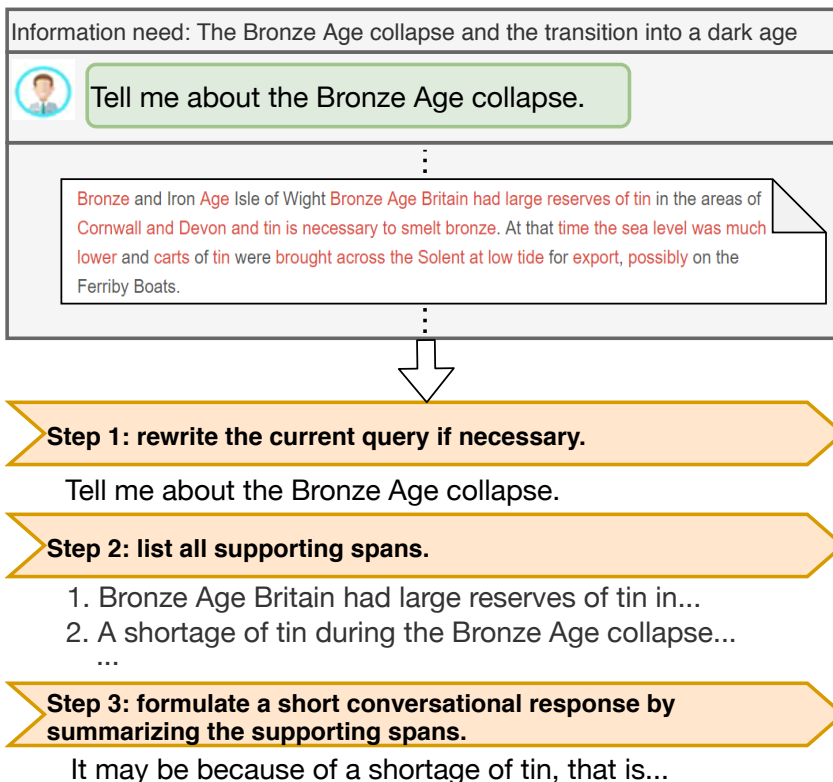 Information need: The Bronze Age collapse and the transition into a dark age
Tell me about the Bronze Age collapse.
Bronze and Iron Age Isle of Wight Bronze Age Britain had large reserves of tin in the areas of
Cornwall and Devon and tin is necessary to smelt bronze. At that time the sea level was much
lower and carts of tin were brought across the Solent at low tide for export, possibly on the
Ferriby Boats.
Step 1: rewrite the current query if necessary.
Tell me about the Bronze Age collapse.
Step 2: list all supporting spans.
1. Bronze Age Britain had large reserves of tin in...
2. A shortage of tin during the Bronze Age collapse...
...
Step 3: formulate a short conversational response by
summarizing the supporting spans.
It may be because of a shortage of tin, that is...